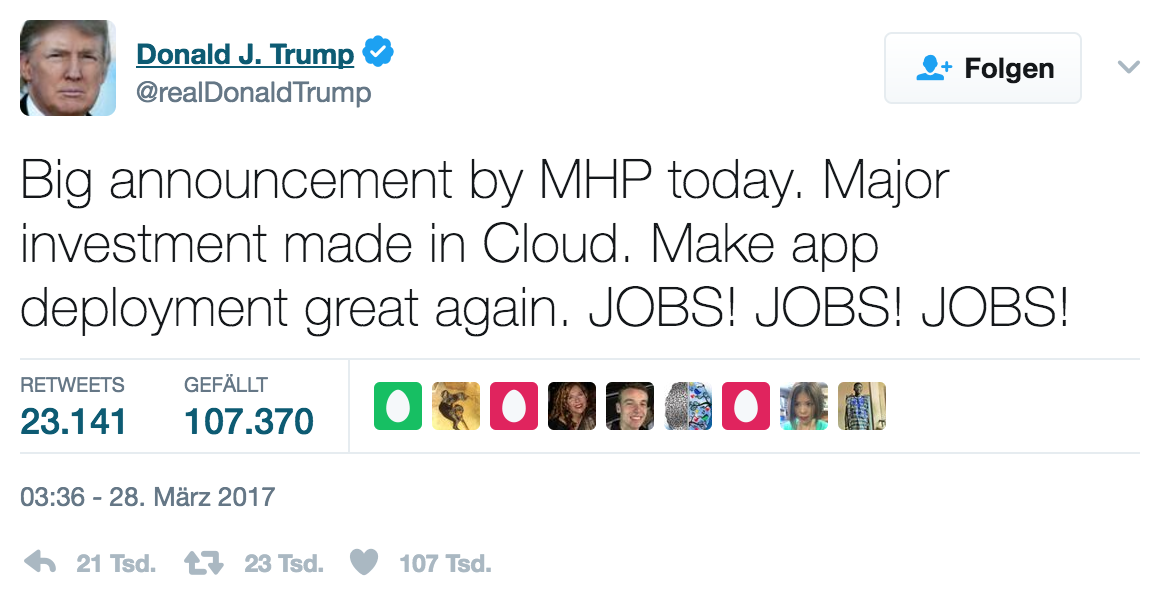 Donald J. Trump
@realDonaldTrump
Folgen
Big announcement by MHP today. Major
investment made in Cloud. Make app
deployment great again. JOBS! JOBS! JOBS!
RETWEETS GEFÄLLT
23.141 107.370
03:36 - 28. März 2017
21 Tsd. 23 Tsd. 107 Tsd.